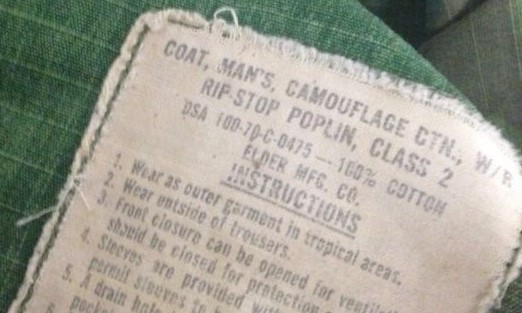 COAT, MAN'S, CAMOUFLAGE CTN., W/R
RIP-STOP POPLIN, CLASS 2
DSA 100-70-C-0475 — 100% COTTON
ELDER MFG. CO.
INSTRUCTIONS
1. Wear as outer garment in tropical areas.
2. Wear outside of trousers.
3. Front closure can be opened for
should be closed for protection
4. Sleeves are provided
permit sleeves to
5. A drain
6.